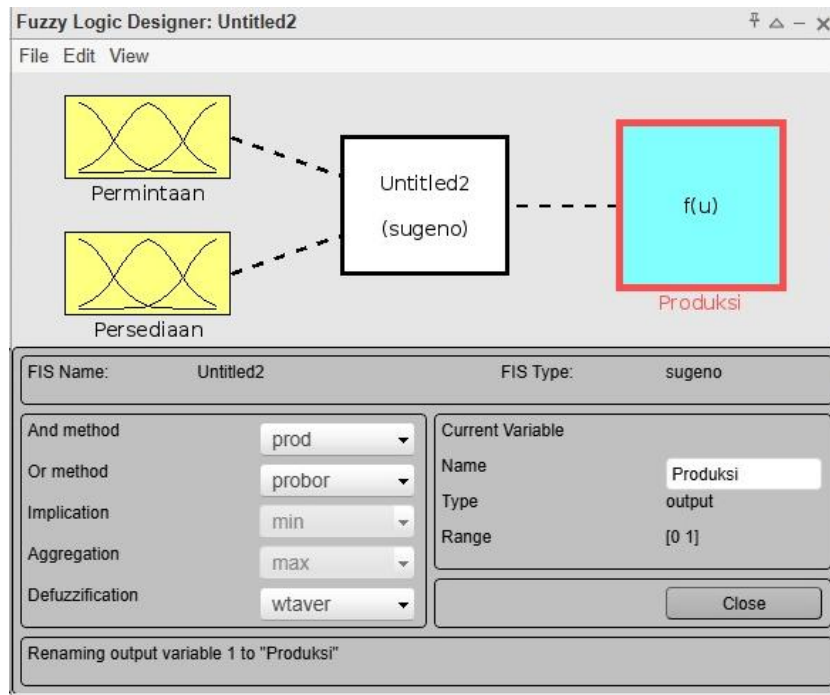 Fuzzy Logic Designer: Untitled2
File Edit View
Permintaan
Persediaan
Untitled2
(sugeno)
f(u)
Produksi
FIS Name: Untitled2 FIS Type: sugeno
And method prod
Or method probor
Implication min
Aggregation max
Defuzzification wtaver
Current Variable
Name Produksi
Type output
Range [0 1]
Close
Renaming output variable 1 to "Produksi"